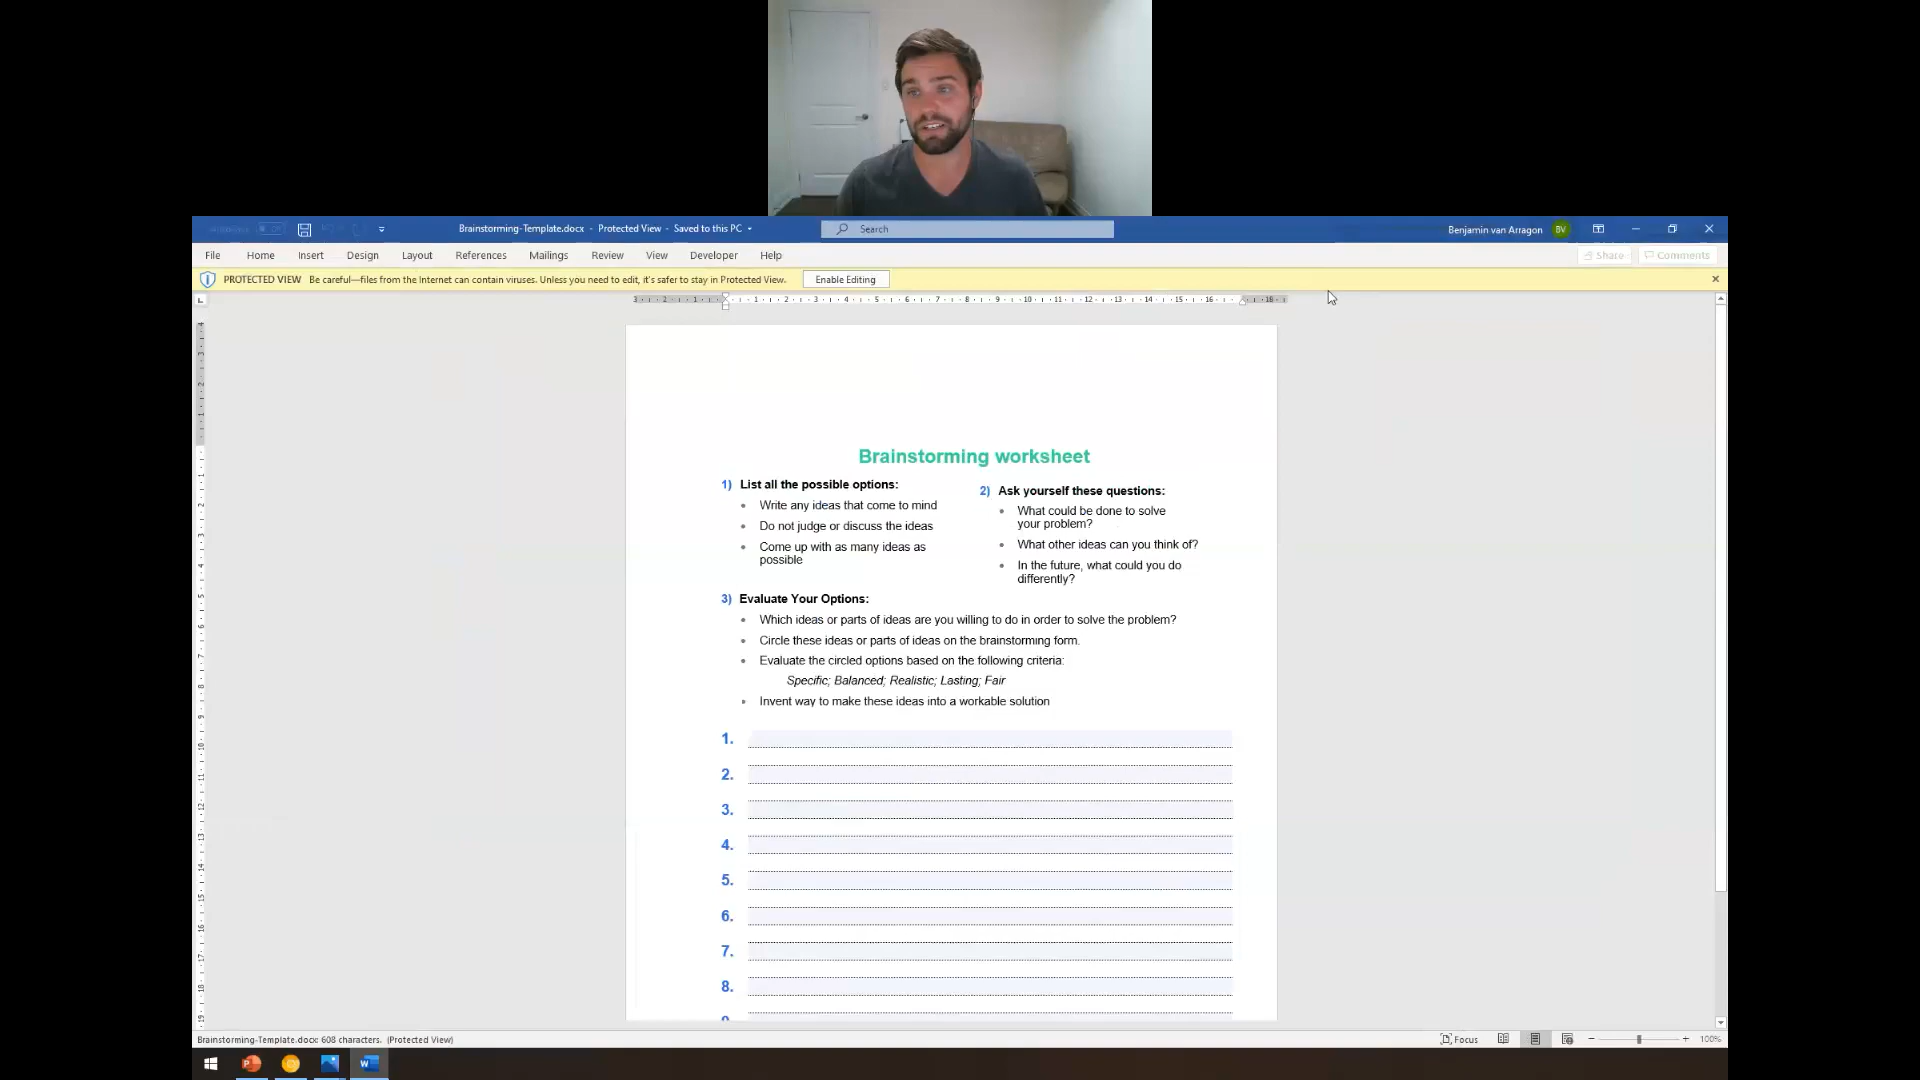 Brainstorming-Template.docx - Protected View - Saved to this PC
Search
Benjamin van Arragon BV
File Home Insert Design Layout References Mailings Review View Developer Help
Share Comments
PROTECTED VIEW Be careful—files from the Internet can contain viruses. Unless you need to edit, it's safer to stay in Protected View. Enable Editing
Brainstorming worksheet
1) List all the possible options:
• Write any ideas that come to mind
• Do not judge or discuss the ideas
• Come up with as many ideas as
possible
2) Ask yourself these questions:
• What could be done to solve
your problem?
• What other ideas can you think of?
• In the future, what could you do
differently?
3) Evaluate Your Options:
• Which ideas or parts of ideas are you willing to do in order to solve the problem?
• Circle these ideas or parts of ideas on the brainstorming form.
• Evaluate the circled options based on the following criteria:
Specific; Balanced; Realistic; Lasting; Fair
• Invent way to make these ideas into a workable solution
1.
2.
3.
4.
5.
6.
7.
8.
Brainstorming-Template.docx: 608 characters. (Protected View)
Focus
100%